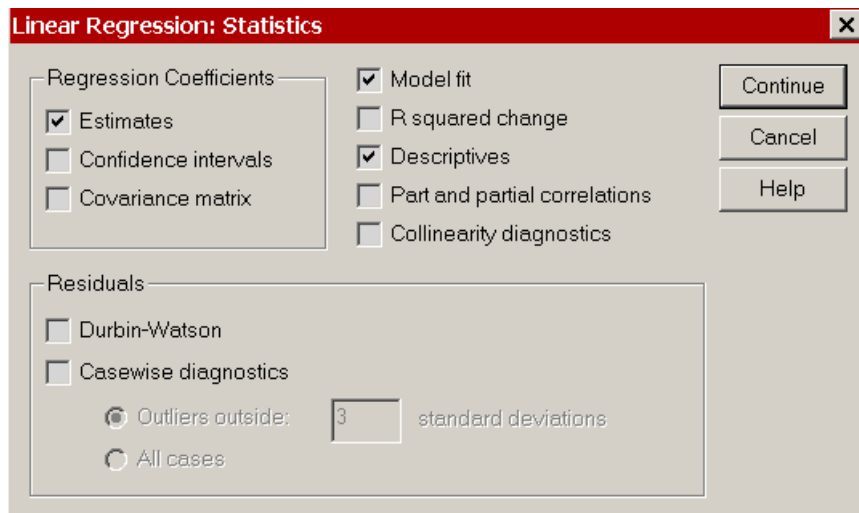 Linear Regression: Statistics
Regression Coefficients
Estimates
Confidence intervals
Covariance matrix
Model fit
R squared change
Descriptives
Part and partial correlations
Collinearity diagnostics
Continue
Cancel
Help
Residuals
Durbin-Watson
Casewise diagnostics
Outliers outside: 3 standard deviations
All cases